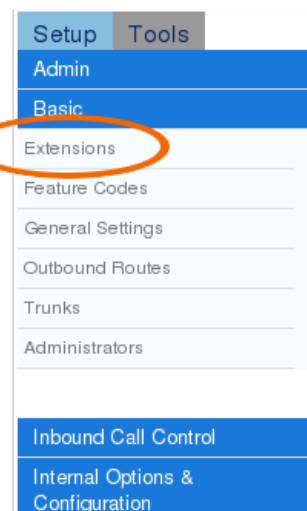 Setup Tools
Admin
Basic
Extensions
Feature Codes
General Settings
Outbound Routes
Trunks
Administrators
Inbound Call Control
Internal Options &
Configuration